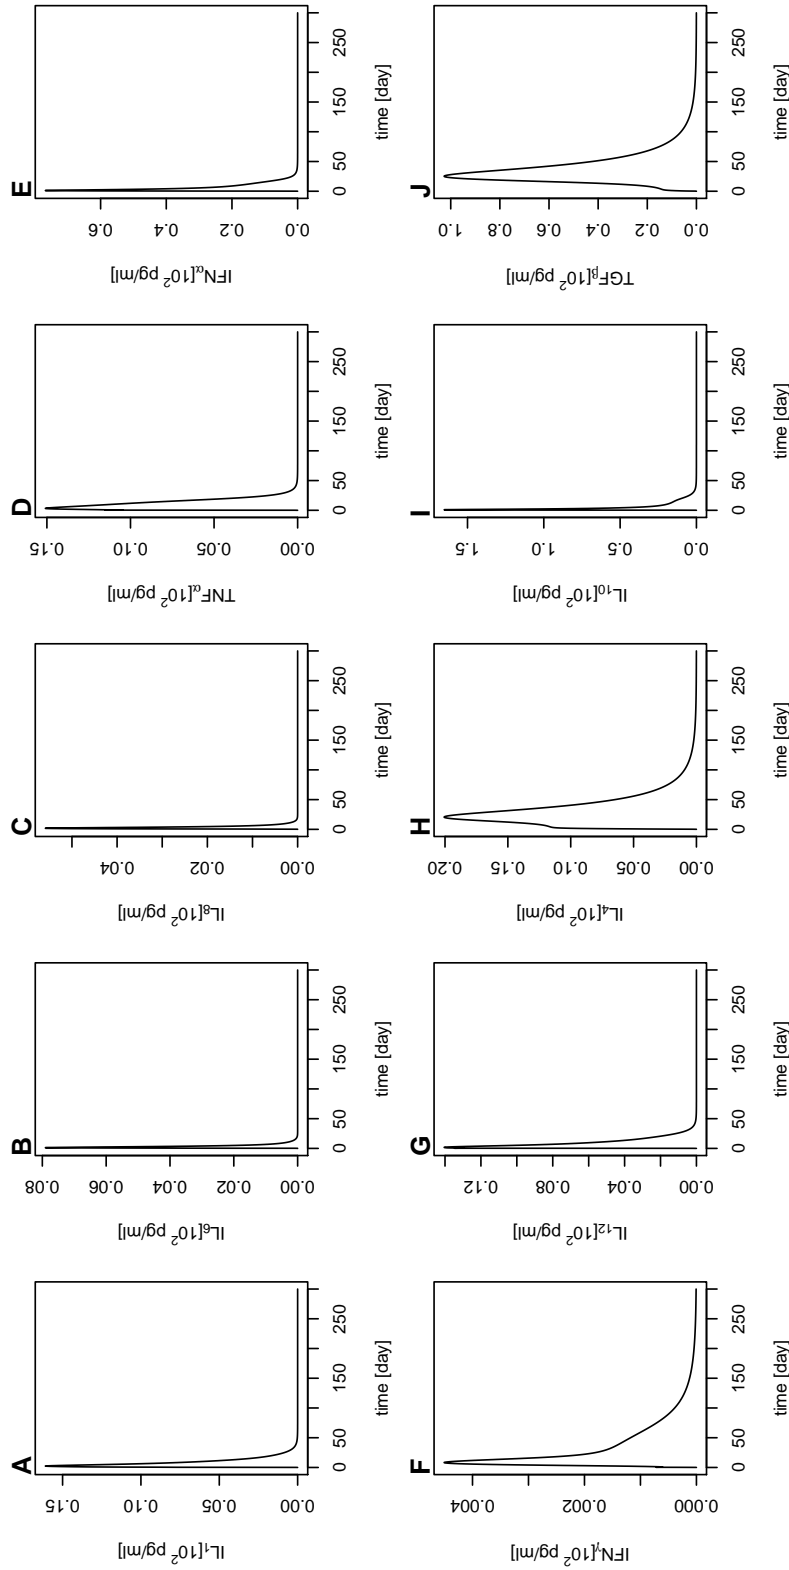 A
IL₁[10² pg/ml]
0.00 0.05 0.10 0.15
0 50 150 250
time [day]
B
IL₆[10² pg/ml]
0.00 0.02 0.04 0.06 0.08
0 50 150 250
time [day]
C
IL₈[10² pg/ml]
0.00 0.02 0.04
0 50 150 250
time [day]
D
TNFα[10² pg/ml]
0.00 0.05 0.10 0.15
0 50 150 250
time [day]
E
IFNα[10² pg/ml]
0.0 0.2 0.4 0.6
0 50 150 250
time [day]
F
IFNγ[10² pg/ml]
0.000 0.002 0.004
0 50 150 250
time [day]
G
IL₁₂[10² pg/ml]
0.00 0.04 0.08 0.12
0 50 150 250
time [day]
H
IL₄[10² pg/ml]
0.00 0.05 0.10 0.15 0.20
0 50 150 250
time [day]
I
IL₁₀[10² pg/ml]
0.0 0.5 1.0 1.5
0 50 150 250
time [day]
J
TGFβ[10² pg/ml]
0.0 0.2 0.4 0.6 0.8 1.0
0 50 150 250
time [day]